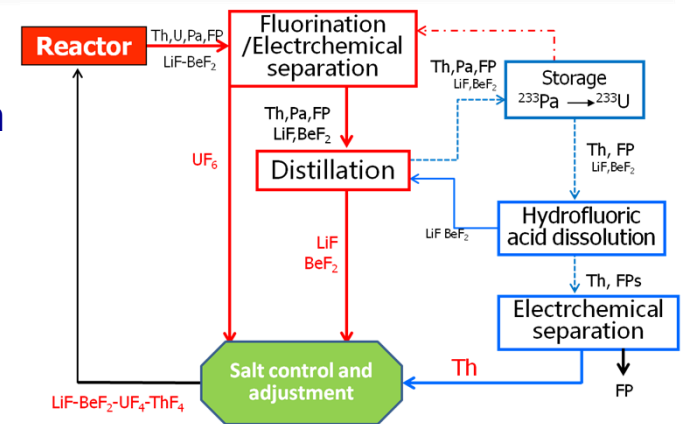 Reactor
Th,U,Pa,FP
LiF-BeF₂
Fluorination
/Electrchemical
separation
Th,Pa,FP
LiF,BeF₂
Storage
²³³Pa → ²³³U
Th,Pa,FP
LiF,BeF₂
UF₆
Distillation
Th, FP
LiF,BeF₂
LiF BeF₂
Hydrofluoric
acid dissolution
LiF
BeF₂
Th, FPs
Electrchemical
separation
Salt control and
adjustment
Th
FP
LiF-BeF₂-UF₄-ThF₄